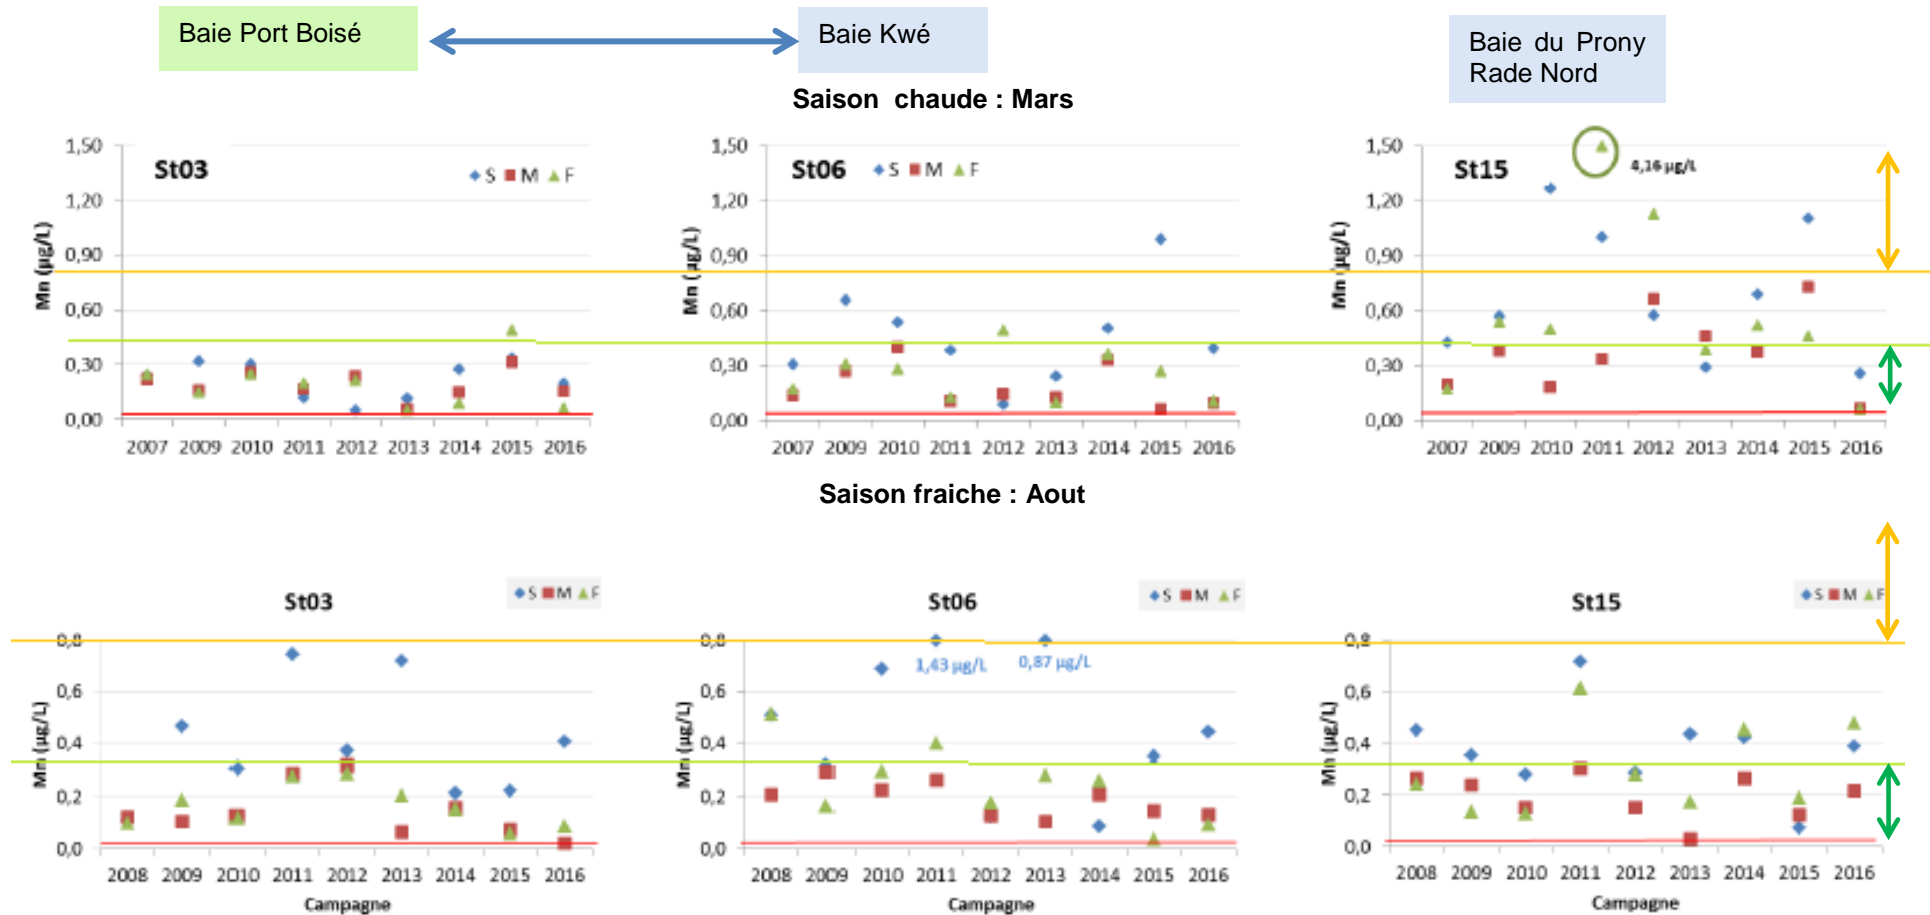 Baie Port Boisé
Baie Kwé
Baie du Prony
Rade Nord
Saison chaude : Mars
1,50
1,20
0,90
0,60
0,30
0,00
Mn (µg/L)
St03
S M F
2007 2009 2010 2011 2012 2013 2014 2015 2016
1,50
1,20
0,90
0,60
0,30
0,00
Mn (µg/L)
St06
S M F
2007 2009 2010 2011 2012 2013 2014 2015 2016
1,50
1,20
0,90
0,60
0,30
0,00
Mn (µg/L)
St15
4,16 µg/L
2007 2009 2010 2011 2012 2013 2014 2015 2016
Saison fraiche : Aout
St03
S M F
0,8
0,6
0,4
0,2
0,0
Mn (µg/L)
2008 2009 2010 2011 2012 2013 2014 2015 2016
Campagne
St06
S M F
0,8
0,6
0,4
0,2
0,0
Mn (µg/L)
1,43 µg/L 0,87 µg/L
2008 2009 2010 2011 2012 2013 2014 2015 2016
Campagne
St15
S M F
0,8
0,6
0,4
0,2
0,0
Mn (µg/L)
2008 2009 2010 2011 2012 2013 2014 2015 2016
Campagne